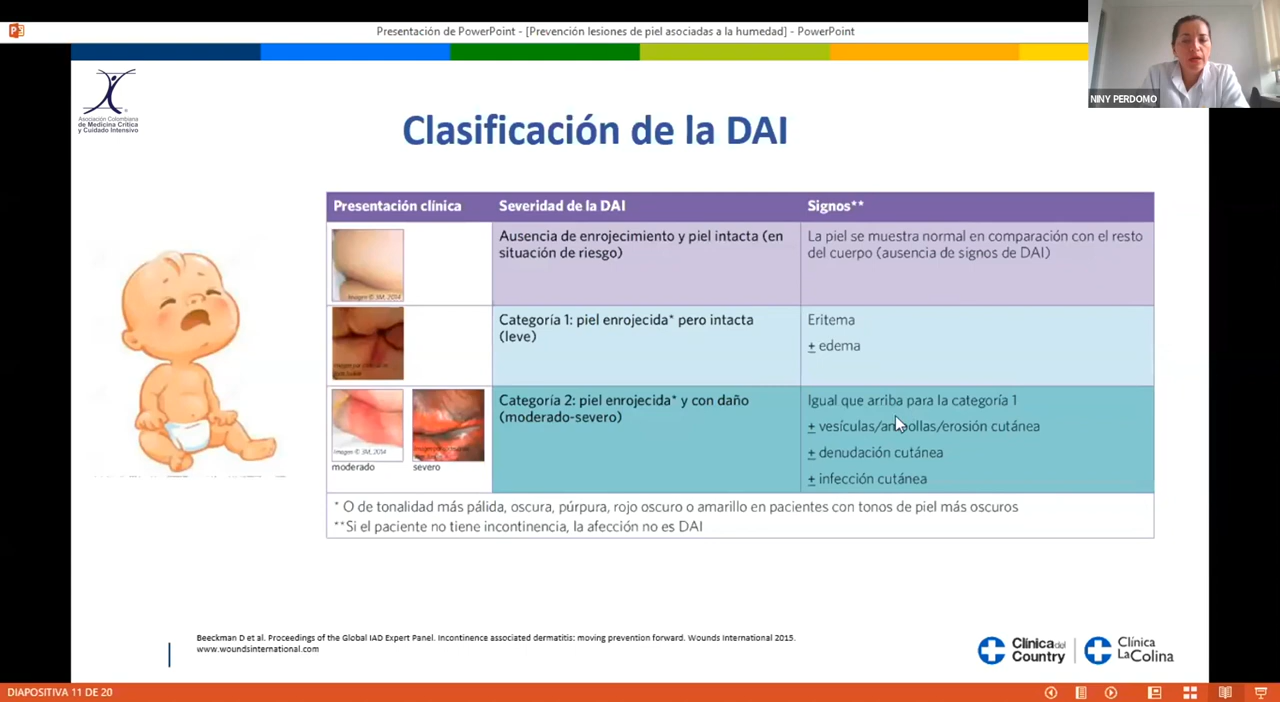 Presentación de PowerPoint - [Prevención lesiones de piel asociadas a la humedad] - PowerPoint
NINY PERDOMO
Asociación Colombiana
de Medicina Crítica
y Cuidado Intensivo
Clasificación de la DAI
Presentación clínica
Severidad de la DAI
Signos**
Imagen © 3M, 2014
Ausencia de enrojecimiento y piel intacta (en
situación de riesgo)
La piel se muestra normal en comparación con el resto
del cuerpo (ausencia de signos de DAI)
Categoría 1: piel enrojecida* pero intacta
(leve)
Eritema
± edema
Imagen © 3M, 2014
moderado
severo
Categoría 2: piel enrojecida* y con daño
(moderado-severo)
Igual que arriba para la categoría 1
± vesículas/ampollas/erosión cutánea
± denudación cutánea
± infección cutánea
* O de tonalidad más pálida, oscura, púrpura, rojo oscuro o amarillo en pacientes con tonos de piel más oscuros
**Si el paciente no tiene incontinencia, la afección no es DAI
Beeckman D et al. Proceedings of the Global IAD Expert Panel. Incontinence associated dermatitis: moving prevention forward. Wounds International 2015.
www.woundsinternational.com
Clínica del
Country
Clínica
LaColina
DIAPOSITIVA 11 DE 20